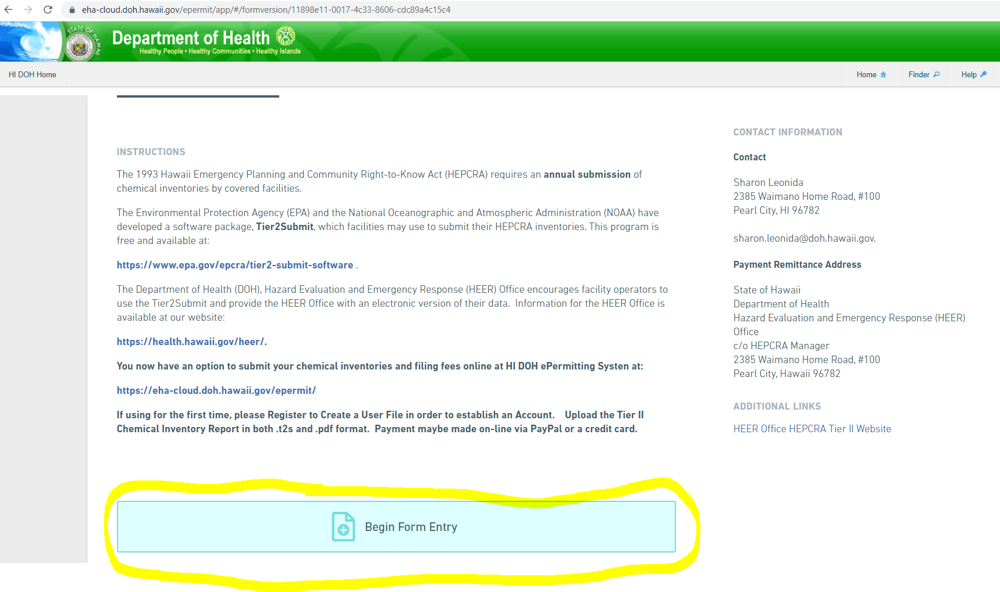 eha-cloud.doh.hawaii.gov/epermit/app/#/formversion/11898e11-0017-4c33-8606-cdc89a4c15c4
STATE OF HAWAII
Department of Health
Healthy People • Healthy Communities • Healthy Islands
HI DOH Home
Home
Finder
Help
INSTRUCTIONS
The 1993 Hawaii Emergency Planning and Community Right-to-Know Act (HEPCRA) requires an annual submission of
chemical inventories by covered facilities.
The Environmental Protection Agency (EPA) and the National Oceanographic and Atmospheric Administration (NOAA) have
developed a software package, Tier2Submit, which facilities may use to submit their HEPCRA inventories. This program is
free and available at:
https://www.epa.gov/epcra/tier2-submit-software .
The Department of Health (DOH), Hazard Evaluation and Emergency Response (HEER) Office encourages facility operators to
use the Tier2Submit and provide the HEER Office with an electronic version of their data.  Information for the HEER Office is
available at our website:
https://health.hawaii.gov/heer/.
You now have an option to submit your chemical inventories and filing fees online at HI DOH ePermitting Systen at:
https://eha-cloud.doh.hawaii.gov/epermit/
If using for the first time, please Register to Create a User File in order to establish an Account.    Upload the Tier II
Chemical Inventory Report in both .t2s and .pdf format.  Payment maybe made on-line via PayPal or a credit card.
Begin Form Entry
CONTACT INFORMATION
Contact
Sharon Leonida
2385 Waimano Home Road, #100
Pearl City, HI 96782
sharon.leonida@doh.hawaii.gov.
Payment Remittance Address
State of Hawaii
Department of Health
Hazard Evaluation and Emergency Response (HEER)
Office
c/o HEPCRA Manager
2385 Waimano Home Road, #100
Pearl City, Hawaii 96782
ADDITIONAL LINKS
HEER Office HEPCRA Tier II Website